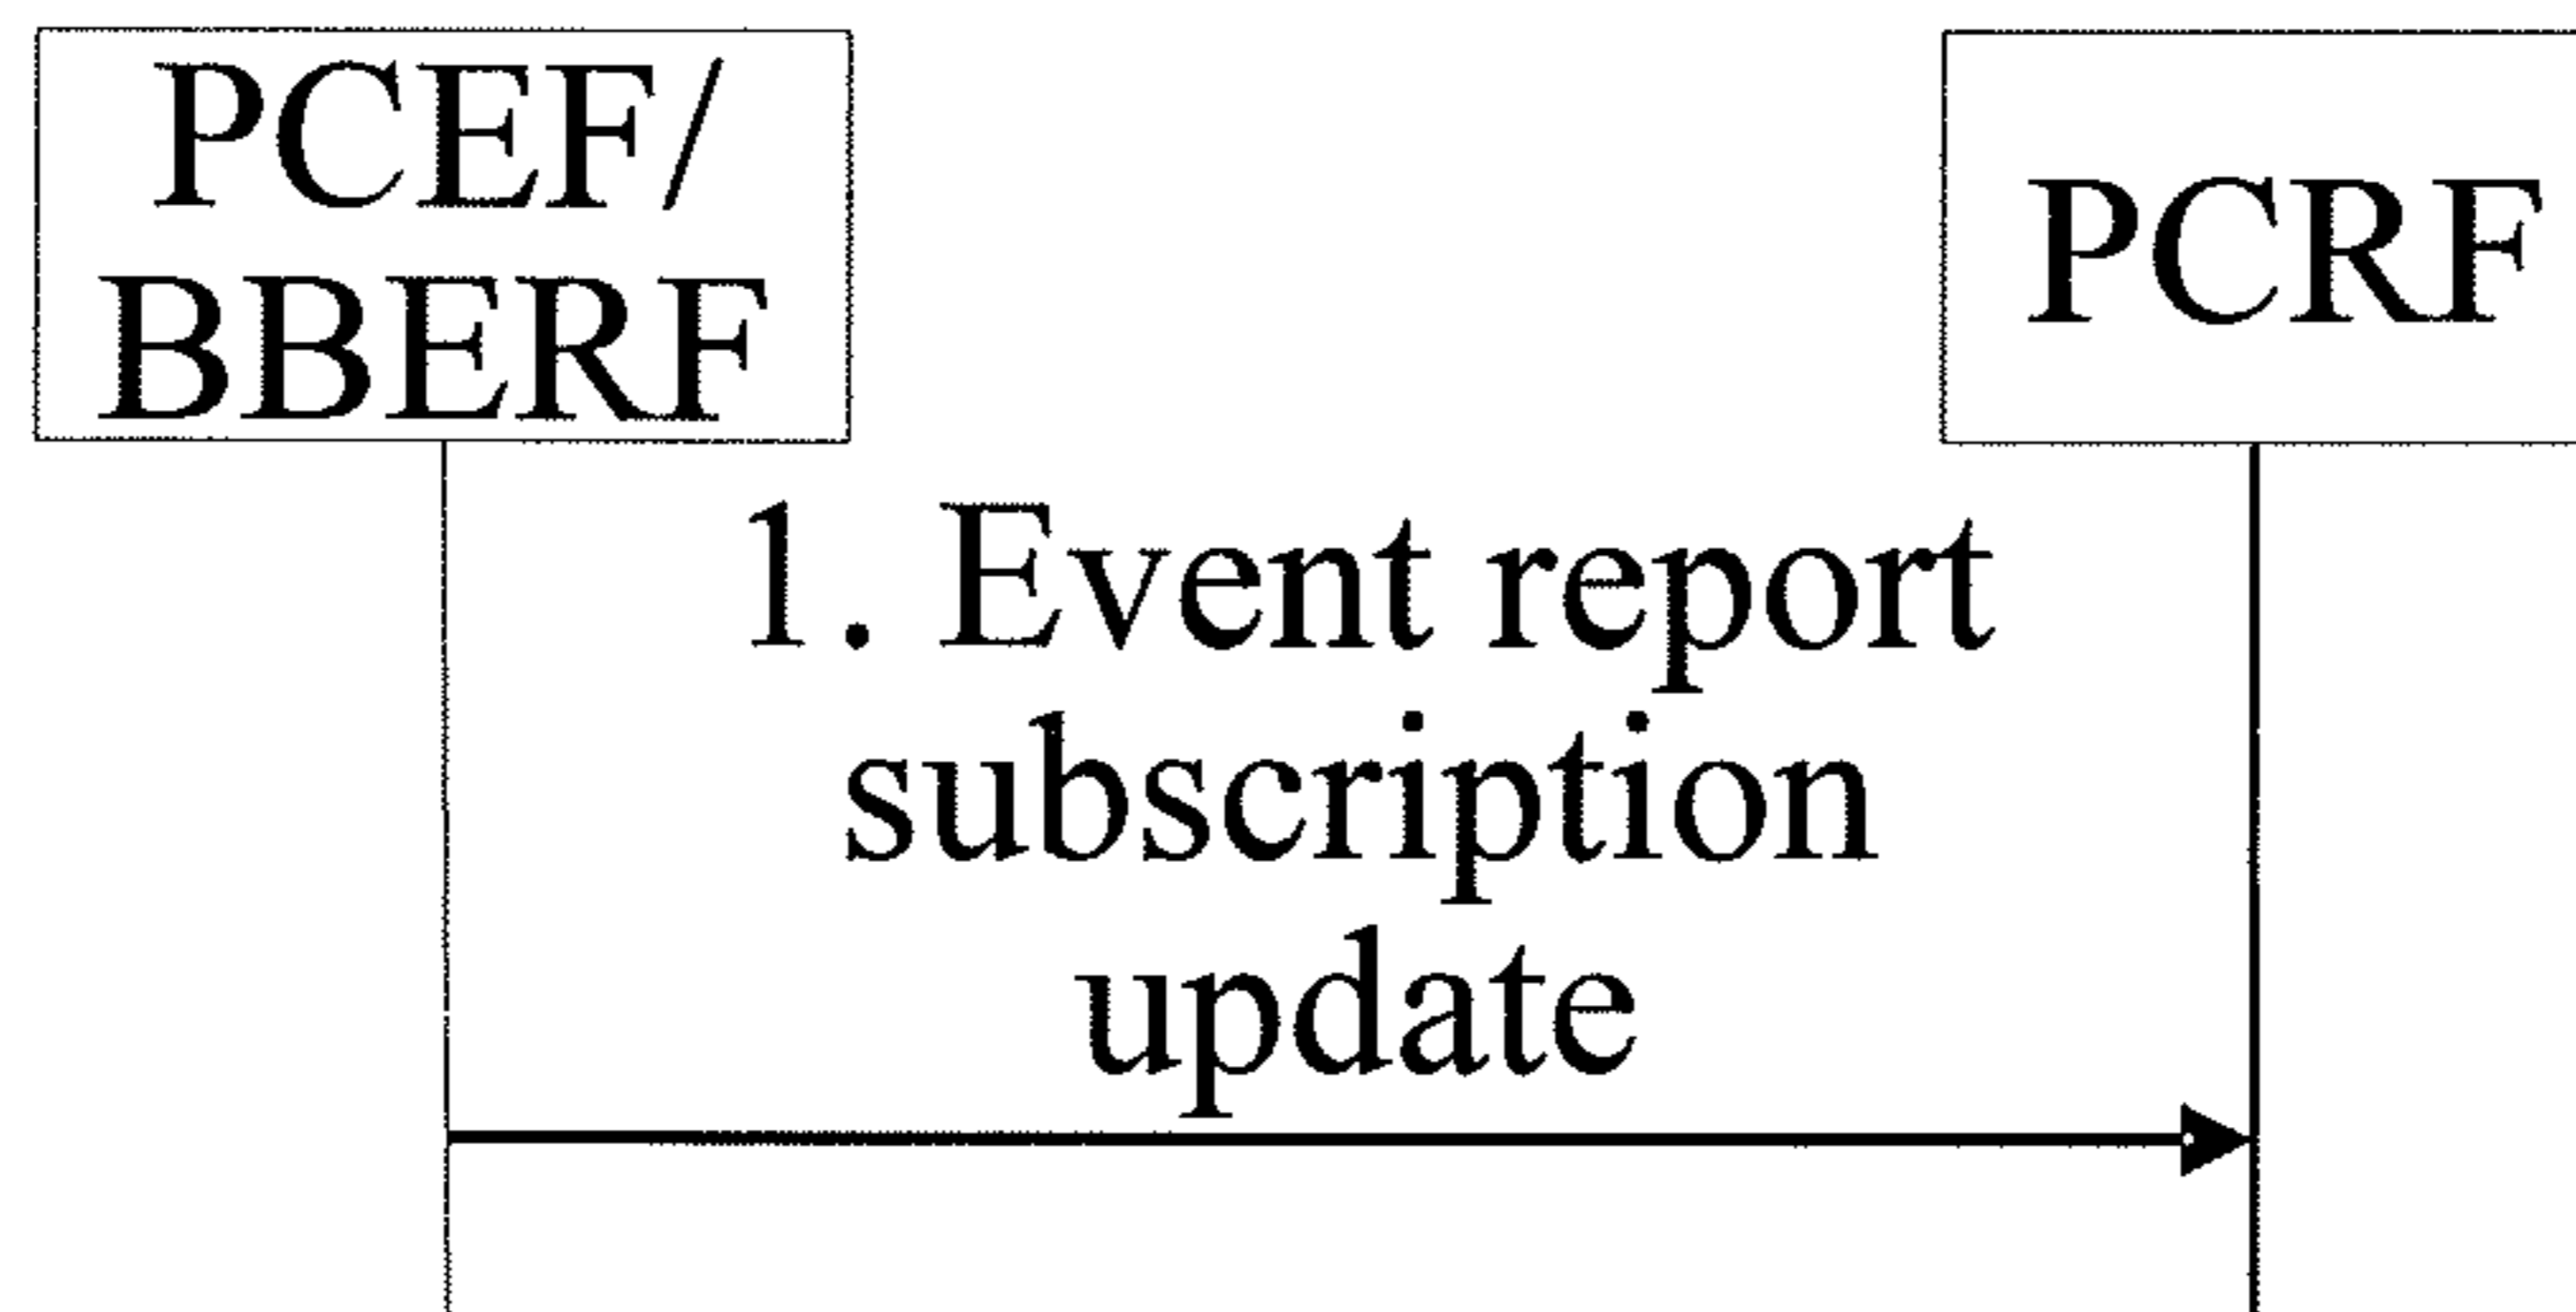 PCEF/
BBERF
PCRF
1. Event report
subscription
update